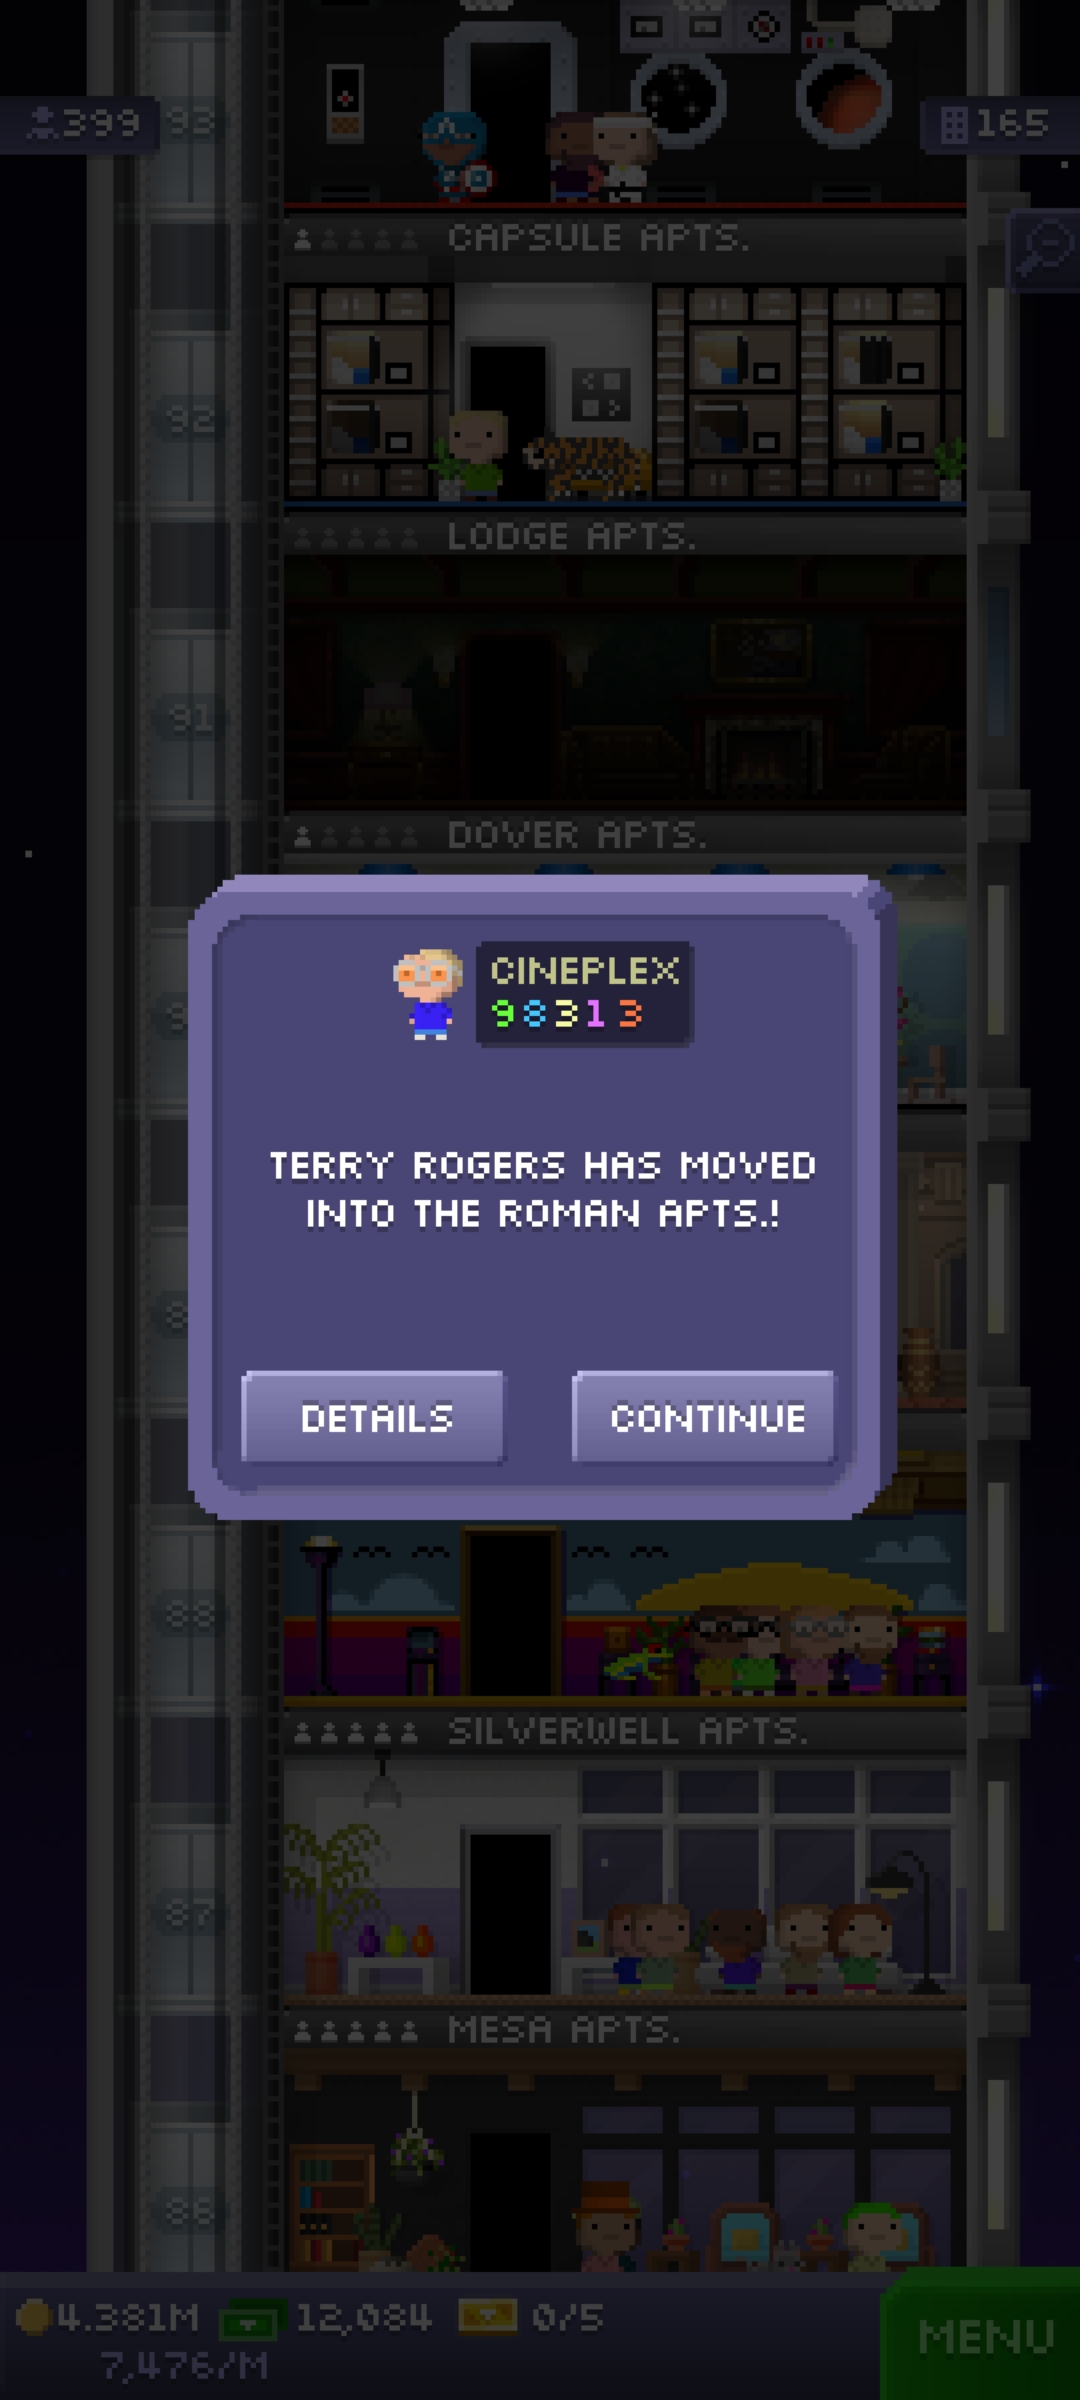 399
93
165
CAPSULE APTS.
92
LODGE APTS.
91
DOVER APTS.
CINEPLEX
98313
TERRY ROGERS HAS MOVED
INTO THE ROMAN APTS.!
DETAILS
CONTINUE
88
SILVERWELL APTS.
87
MESA APTS.
86
4.381M
12,084
0/5
7,476/M
MENU